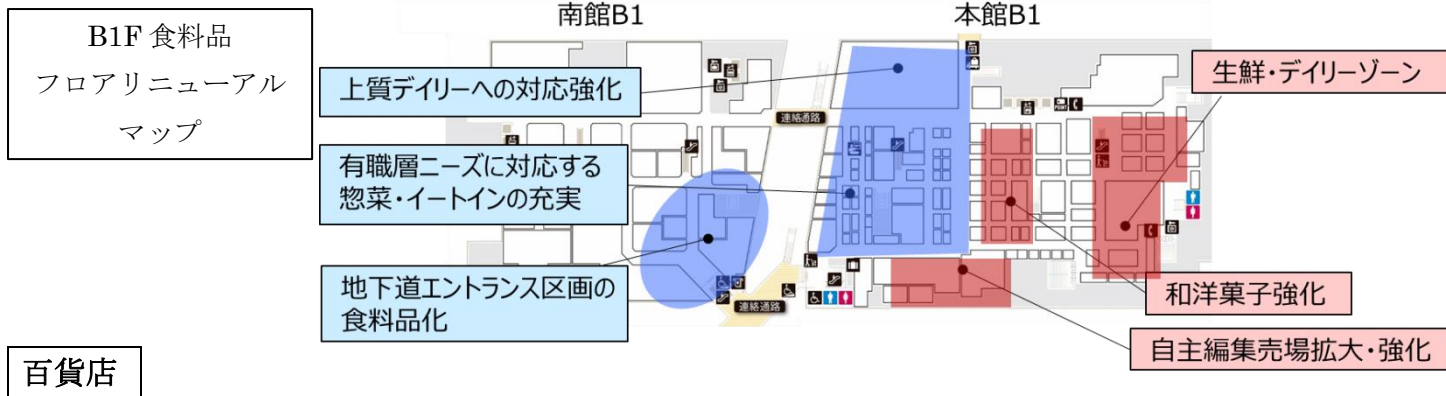 B1F 食料品
フロアリニューアル
マップ
南館B1
本館B1
上質デイリーへの対応強化
生鮮・デイリーゾーン
連絡通路
有職層ニーズに対応する
惣菜・イートインの充実
地下道エントランス区画の
食料品化
連絡通路
和洋菓子強化
自主編集売場拡大・強化
百貨店